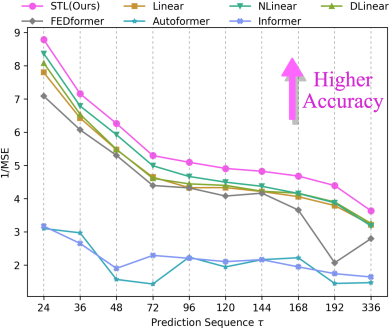 STL(Ours) Linear NLinear DLinear
FEDformer Autoformer Informer
9
8
7
6
5
4
3
2
1/MSE
Higher
Accuracy
24 36 48 72 96 120 144 168 192 336
Prediction Sequence τ